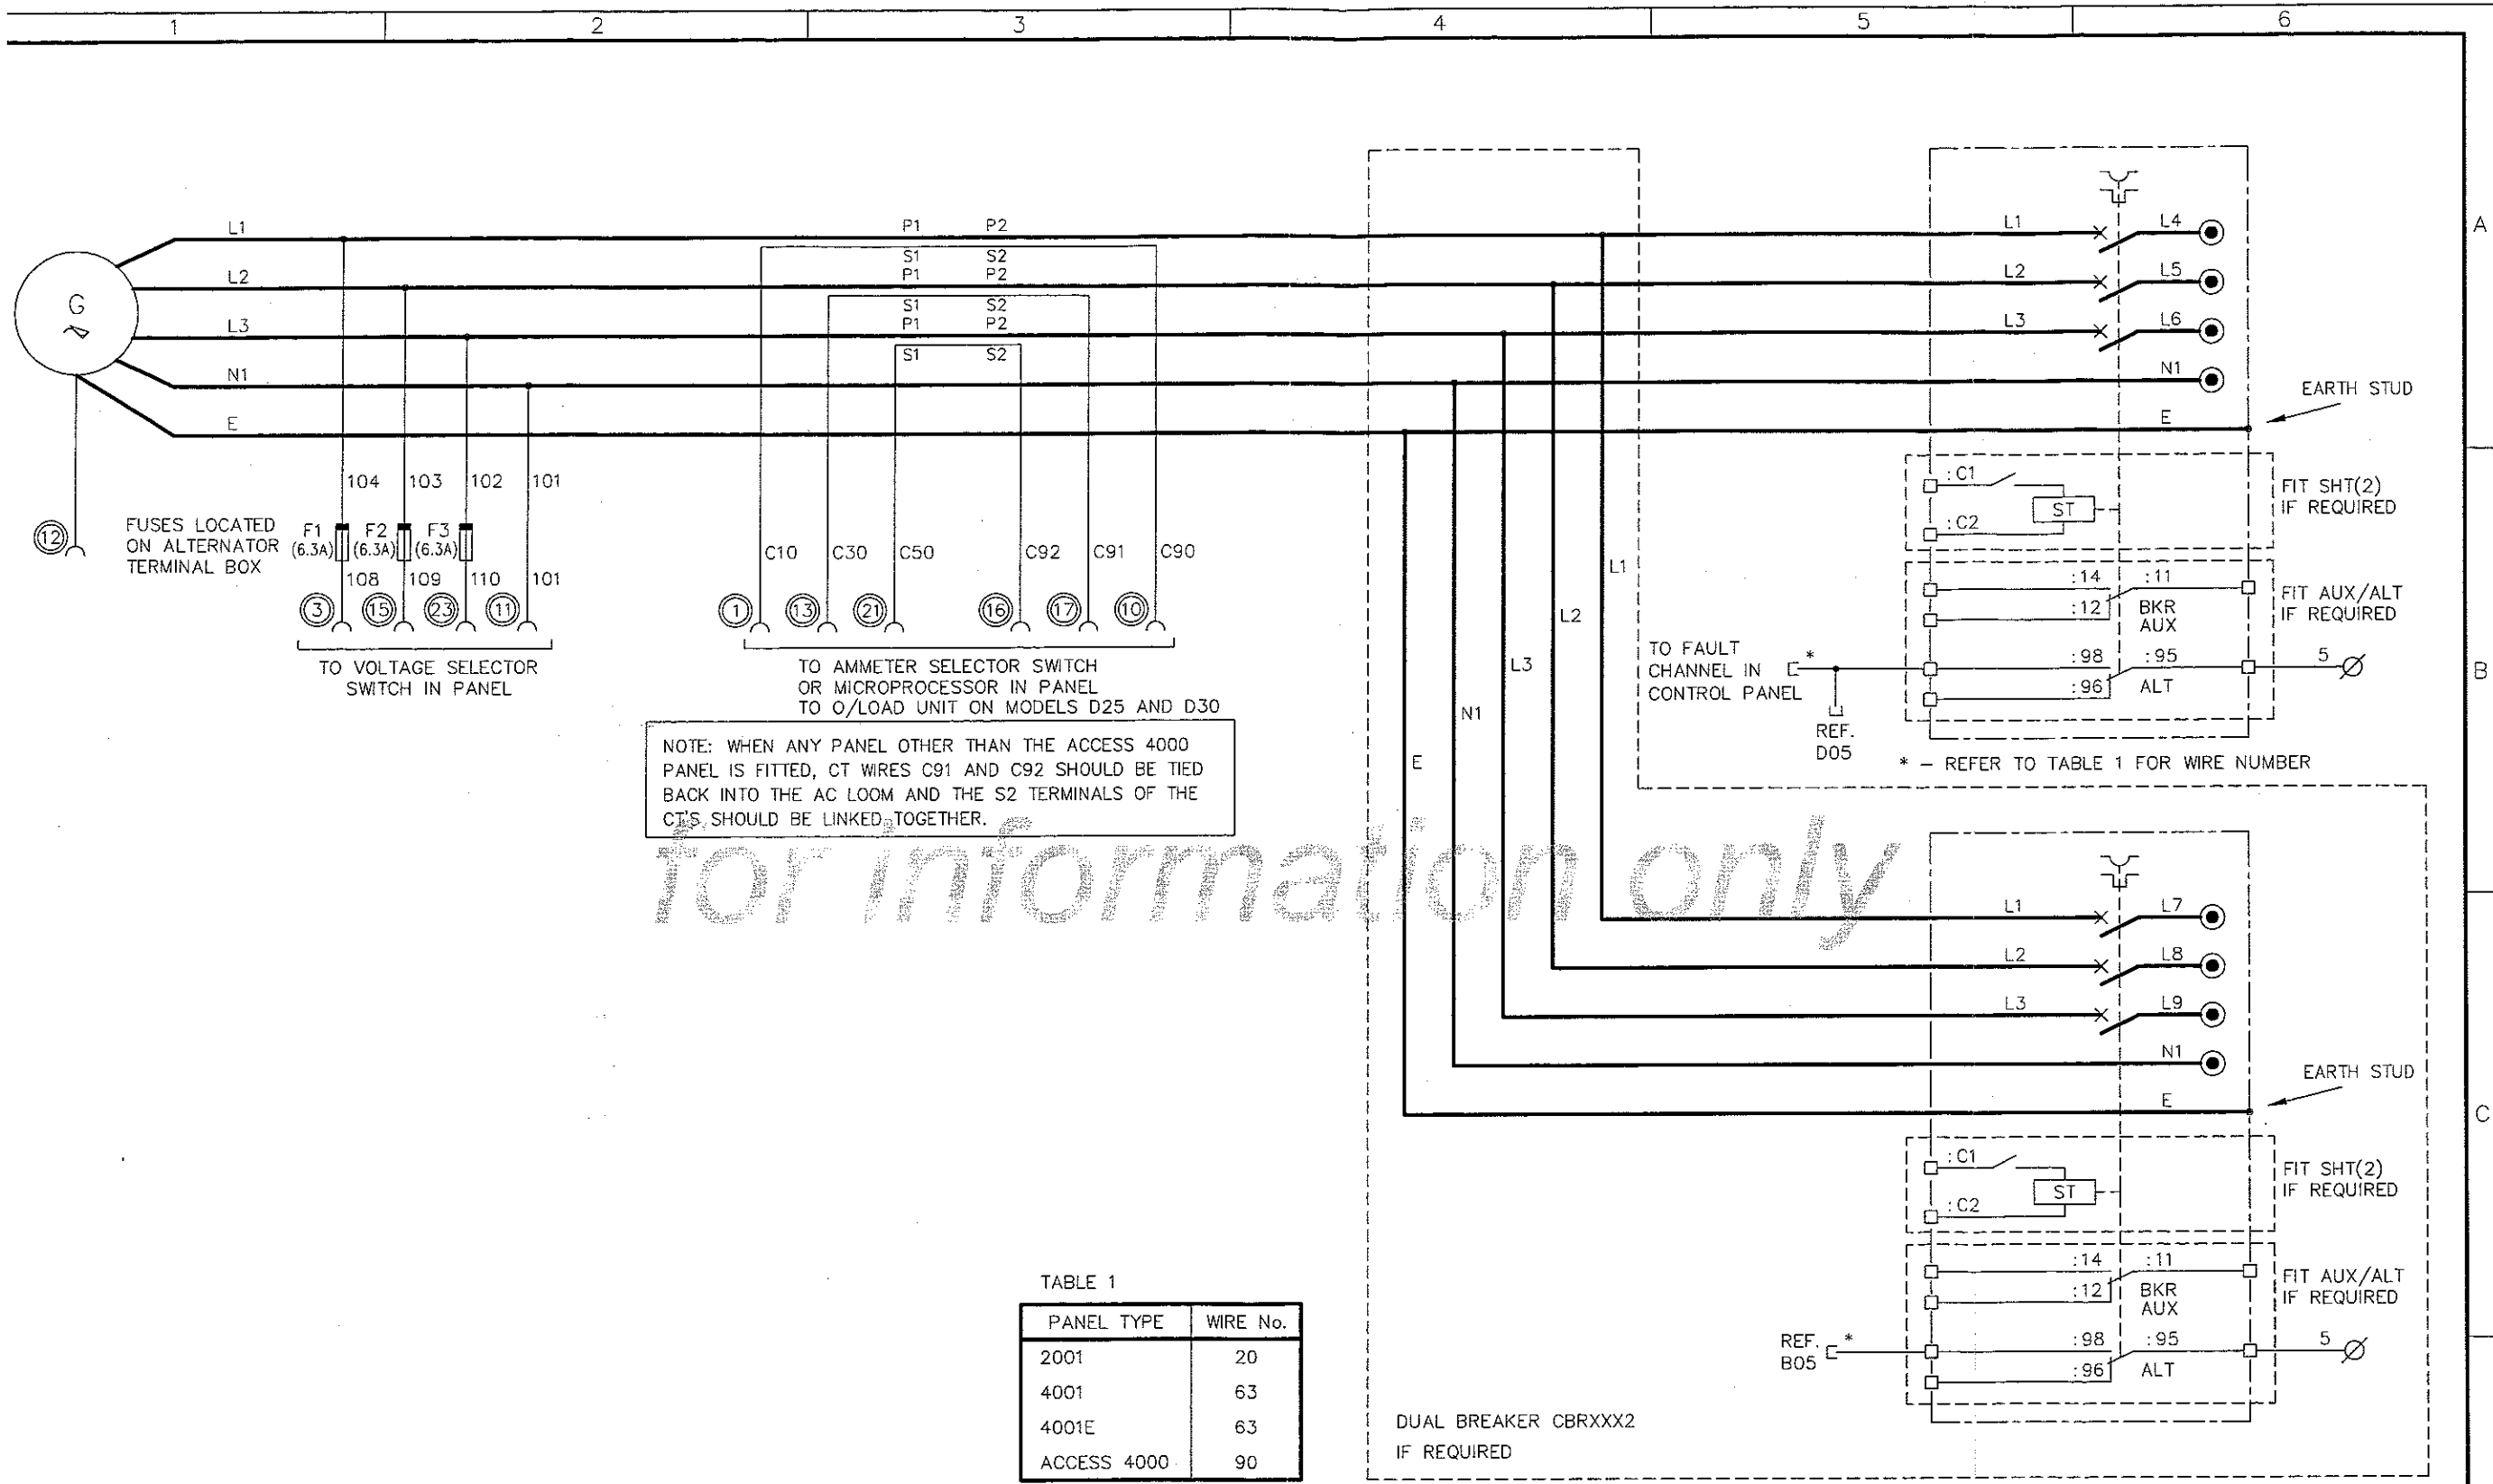 1 2 3 4 5 6
A
B
C
G
L1
L2
L3
N1
E
P1 P2
S1 S2
P1 P2
S1 S2
P1 P2
S1 S2
12
FUSES LOCATED
ON ALTERNATOR
TERMINAL BOX
104 103 102 101
F1
(6.3A)
F2
(6.3A)
F3
(6.3A)
108 109 110 101
3 15 23 11
TO VOLTAGE SELECTOR
SWITCH IN PANEL
C10 C30 C50 C92 C91 C90
1 13 21 16 17 10
TO AMMETER SELECTOR SWITCH
OR MICROPROCESSOR IN PANEL
TO O/LOAD UNIT ON MODELS D25 AND D30
NOTE: WHEN ANY PANEL OTHER THAN THE ACCESS 4000
PANEL IS FITTED, CT WIRES C91 AND C92 SHOULD BE TIED
BACK INTO THE AC LOOM AND THE S2 TERMINALS OF THE
CT'S SHOULD BE LINKED TOGETHER.
for information only
L1
L2
L3
N1
E
L1 L4
L2 L5
L3 L6
N1
E
EARTH STUD
:C1
ST
:C2
FIT SHT(2)
IF REQUIRED
:14 :11
:12 BKR
AUX
FIT AUX/ALT
IF REQUIRED
TO FAULT
CHANNEL IN
CONTROL PANEL
*
REF.
D05
:98 :95
:96 ALT
5
* – REFER TO TABLE 1 FOR WIRE NUMBER
L1 L7
L2 L8
L3 L9
N1
E
EARTH STUD
:C1
ST
:C2
FIT SHT(2)
IF REQUIRED
:14 :11
:12 BKR
AUX
FIT AUX/ALT
IF REQUIRED
REF.
B05
*
:98 :95
:96 ALT
5
DUAL BREAKER CBRXXX2
IF REQUIRED
TABLE 1
PANEL TYPE WIRE No.
2001 20
4001 63
4001E 63
ACCESS 4000 90